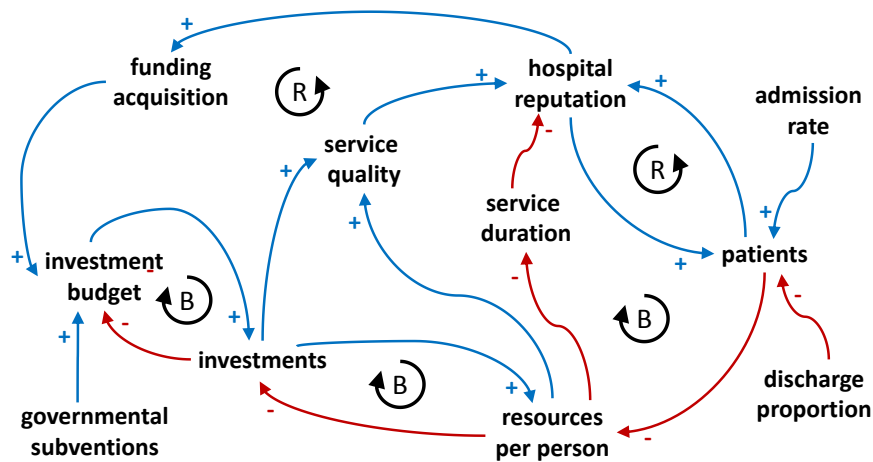 +
funding
acquisition
R
+
hospital
reputation
+
admission
rate
-
service
quality
+
R
+
service
duration
+
+
+
patients
+
-
investment
budget
-
B
+
-
+
-
investments
B
B
+
-
resources
per person
-
discharge
proportion
governmental
subventions